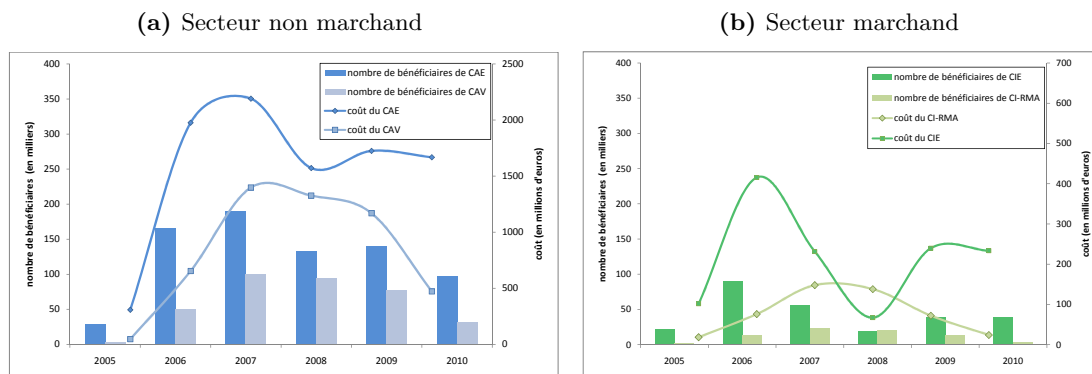 (a) Secteur non marchand
400
350
300
250
200
150
100
50
0
nombre de bénéficiaires (en milliers)
2500
2000
1500
1000
500
0
coût (en millions d'euros)
nombre de bénéficiaires de CAE
nombre de bénéficiaires de CAV
coût du CAE
coût du CAV
2005 2006 2007 2008 2009 2010
(b) Secteur marchand
400
350
300
250
200
150
100
50
0
nombre de bénéficiaires (en milliers)
700
600
500
400
300
200
100
0
coût (en millions d'euros)
nombre de bénéficiaires de CIE
nombre de bénéficiaires de CI-RMA
coût du CI-RMA
coût du CIE
2005 2006 2007 2008 2009 2010